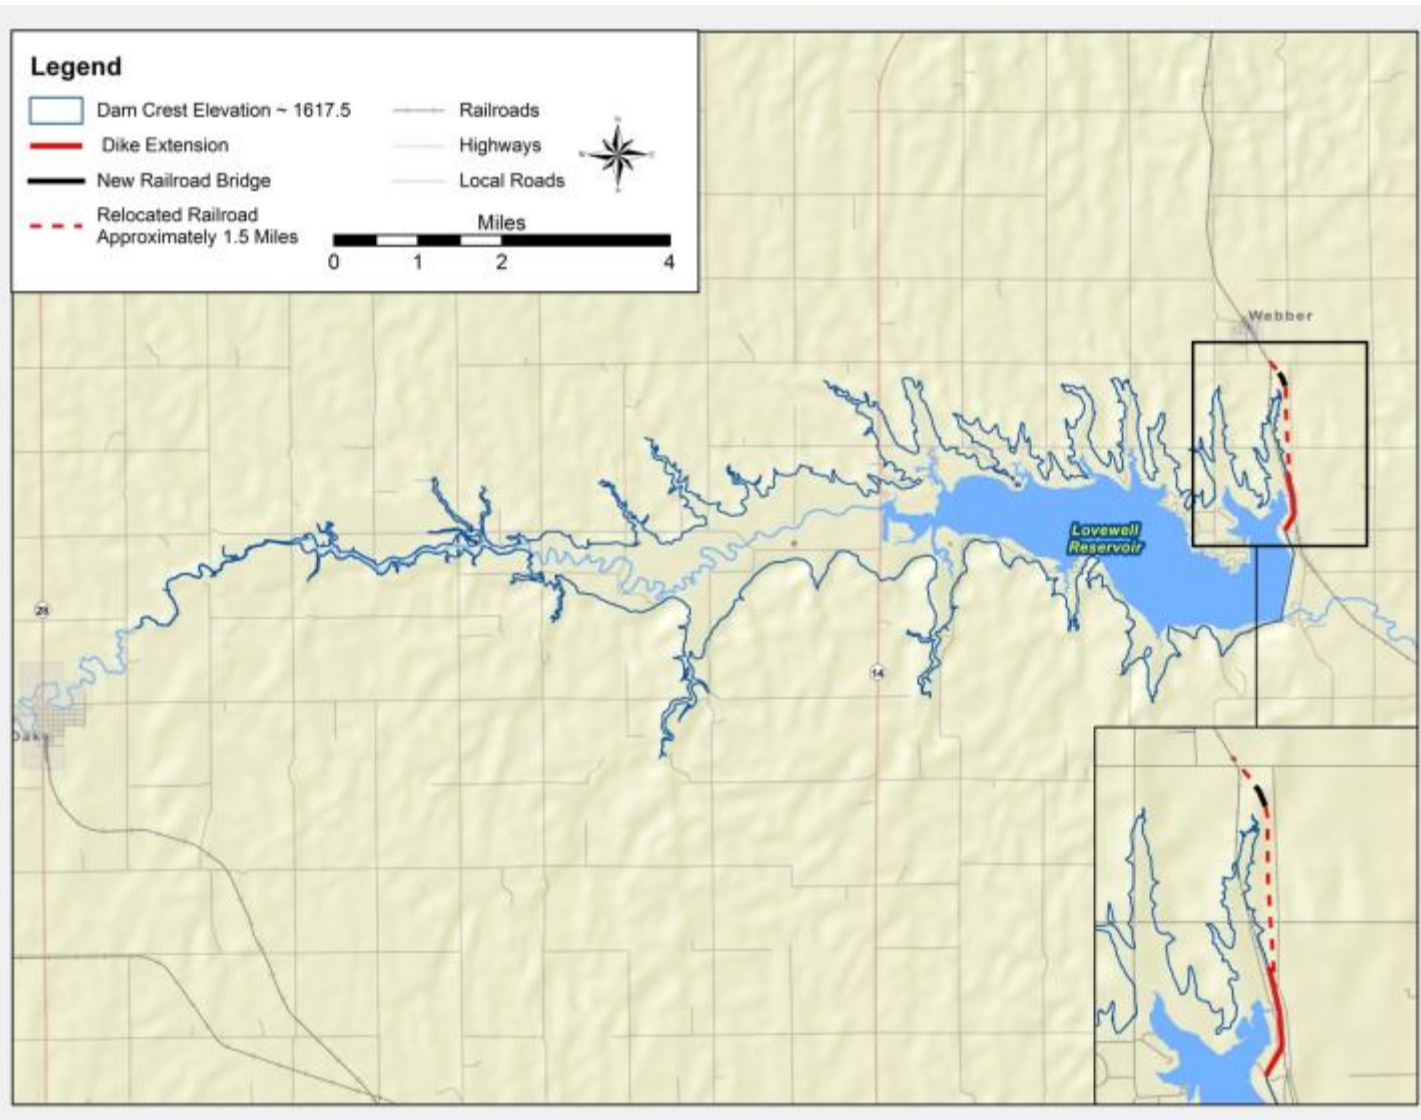 Legend
Dam Crest Elevation ~ 1617.5
Dike Extension
New Railroad Bridge
Relocated Railroad
Approximately 1.5 Miles
Railroads
Highways
Local Roads
Miles
0 1 2 4
Webber
Lovewell
Reservoir
28
14